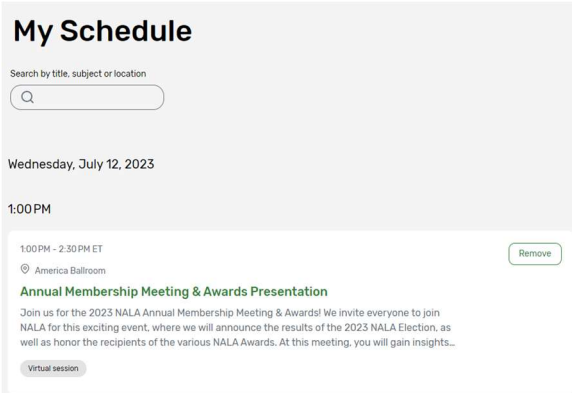 My Schedule
Search by title, subject or location
Wednesday, July 12, 2023
1:00 PM
1:00 PM - 2:30 PM ET
Remove
America Ballroom
Annual Membership Meeting & Awards Presentation
Join us for the 2023 NALA Annual Membership Meeting & Awards! We invite everyone to join
NALA for this exciting event, where we will announce the results of the 2023 NALA Election, as
well as honor the recipients of the various NALA Awards. At this meeting, you will gain insights…
Virtual session